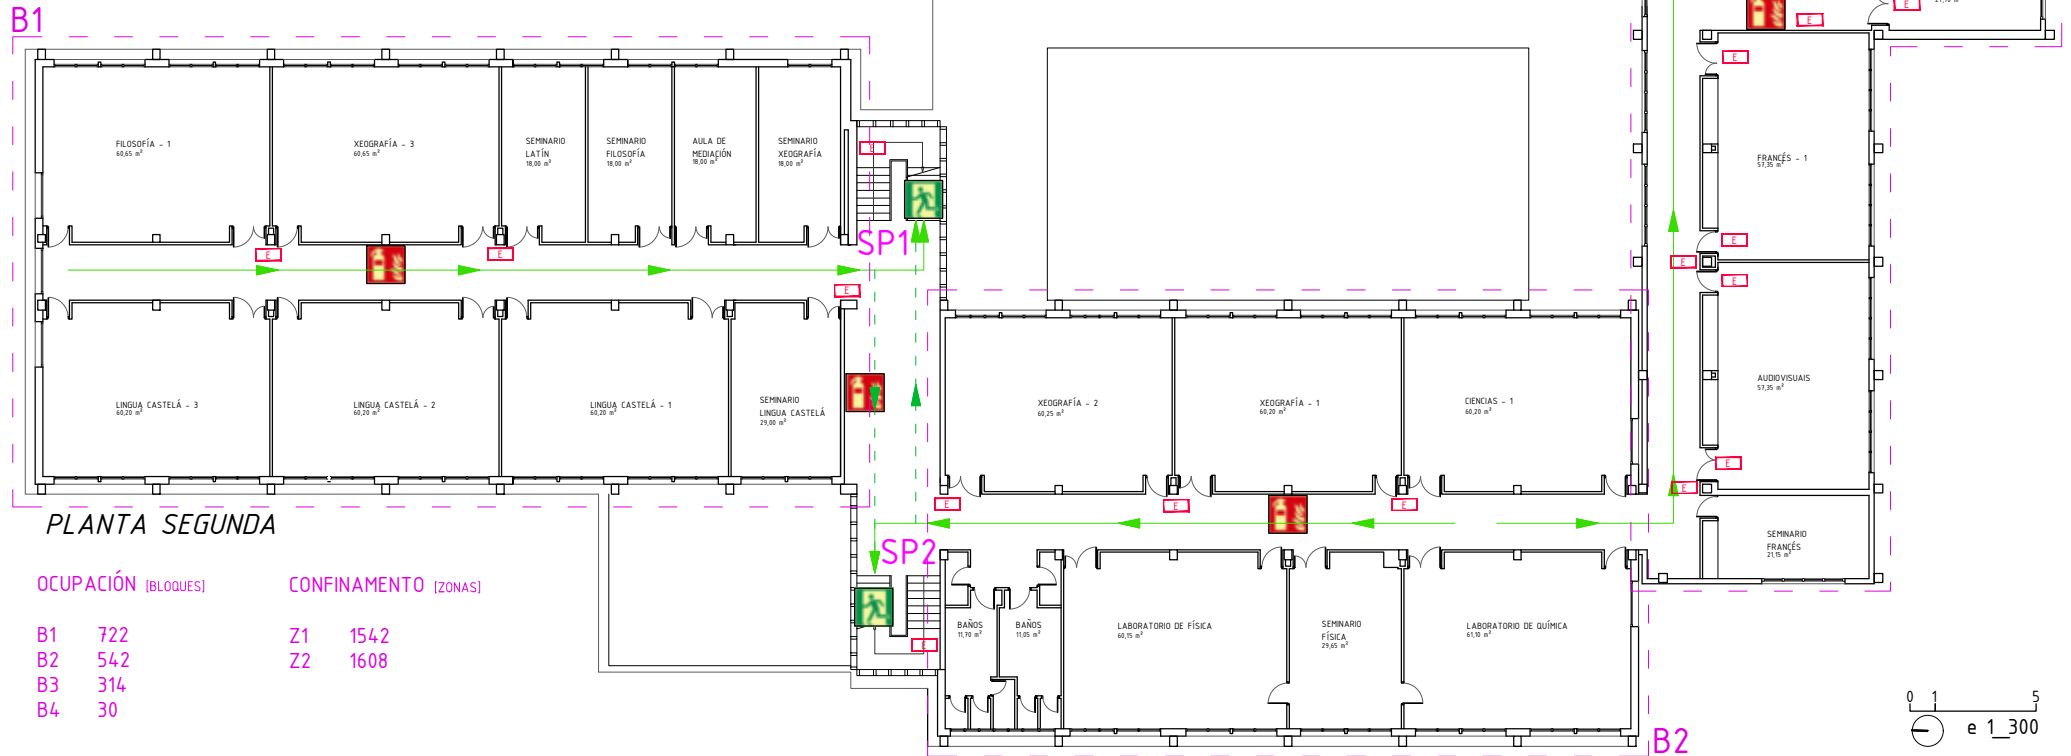 B1
E
E
21,10 m²
E
FILOSOFÍA - 1
60,65 m²
XEOGRAFÍA - 3
60,65 m²
SEMINARIO
LATÍN
18,00 m²
SEMINARIO
FILOSOFÍA
18,00 m²
AULA DE
MEDIACIÓN
18,00 m²
SEMINARIO
XEOGRAFÍA
18,00 m²
E
FRANCÉS - 1
57,35 m²
SP1
E
E
E
E
E
E
E
LINGUA CASTELÁ - 3
60,20 m²
LINGUA CASTELÁ - 2
60,20 m²
LINGUA CASTELÁ - 1
60,20 m²
SEMINARIO
LINGUA CASTELÁ
29,00 m²
XEOGRAFÍA - 2
60,25 m²
XEOGRAFÍA - 1
60,20 m²
CIENCIAS - 1
60,20 m²
AUDIOVISUAIS
57,35 m²
E
E
E
E
E
PLANTA SEGUNDA
SP2
SEMINARIO
FRANCÉS
21,15 m²
OCUPACIÓN [BLOQUES]
B1 722
B2 542
B3 314
B4 30
CONFINAMENTO [ZONAS]
Z1 1542
Z2 1608
E
BAÑOS
11,70 m²
BAÑOS
11,05 m²
LABORATORIO DE FÍSICA
60,15 m²
SEMINARIO
FÍSICA
29,65 m²
LABORATORIO DE QUÍMICA
61,10 m²
B2
0 1 5
e 1_300